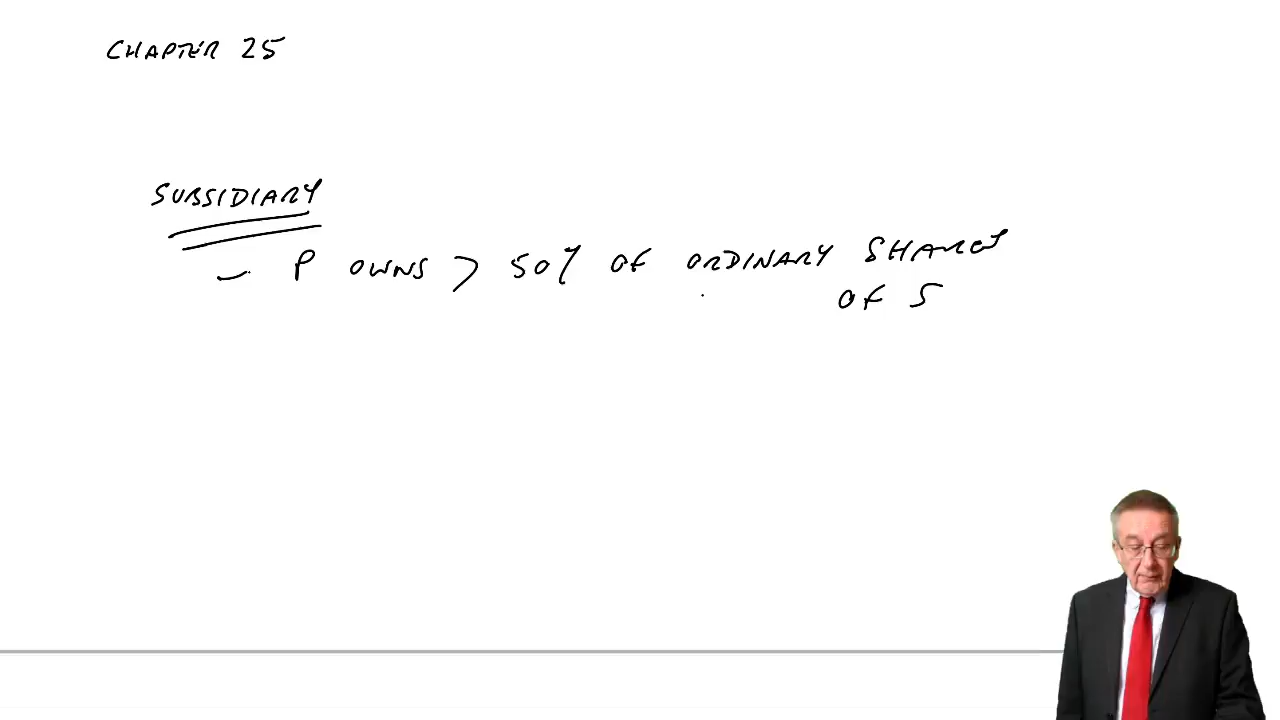 CHAPTER 25
SUBSIDIARY
- P OWNS > 50% OF ORDINARY SHARES
OF S